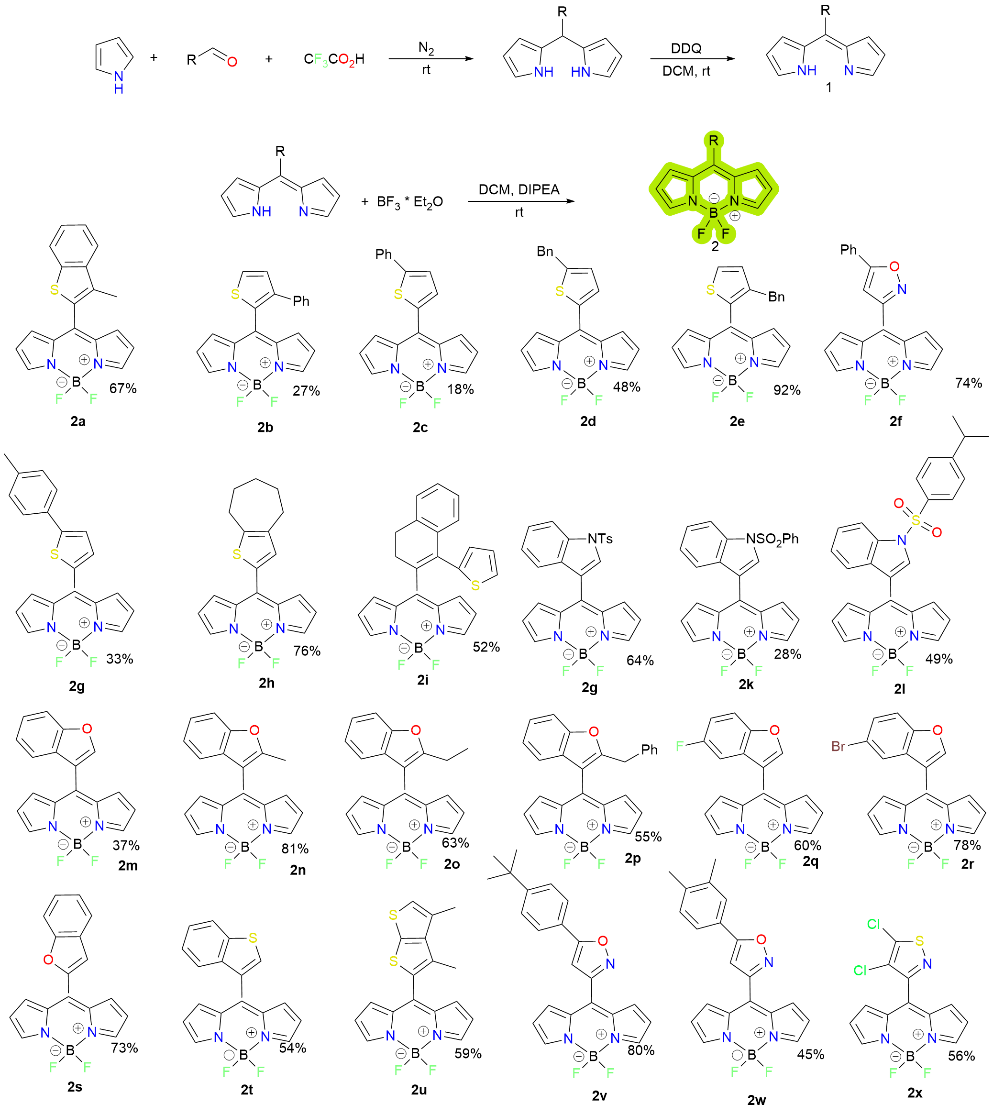 R
N2
R
DDQ
R
N
H
+
R
O
+
CF3CO2H
rt
NH
HN
DCM, rt
NH
N
1
R
R
NH
N
+ BF3 * Et2O
DCM, DIPEA
rt
N
B
N
F
F
2
S
N
B
N
F
F
67%
2a
S
Ph
N
B
N
F
F
27%
2b
Ph
S
N
B
N
F
F
18%
2c
Bn
S
N
B
N
F
F
48%
2d
S
Bn
N
B
N
F
F
92%
2e
Ph
O
N
N
B
N
F
F
74%
2f
S
N
B
N
F
F
33%
2g
S
N
B
N
F
F
76%
2h
S
N
B
N
F
F
52%
2i
NTs
N
B
N
F
F
64%
2g
NSO2Ph
N
B
N
F
F
28%
2k
O
S
O
N
N
B
N
F
F
49%
2l
O
N
B
N
F
F
37%
2m
O
N
B
N
F
F
81%
2n
O
N
B
N
F
F
63%
2o
O
Ph
N
B
N
F
F
55%
2p
F
O
N
B
N
F
F
60%
2q
Br
O
N
B
N
F
F
78%
2r
O
N
B
N
F
F
73%
2s
S
N
B
N
F
F
54%
2t
S
S
N
B
N
F
F
59%
2u
O
N
N
B
N
F
F
80%
2v
O
N
N
B
N
F
F
45%
2w
Cl
S
Cl
N
N
B
N
F
F
56%
2x